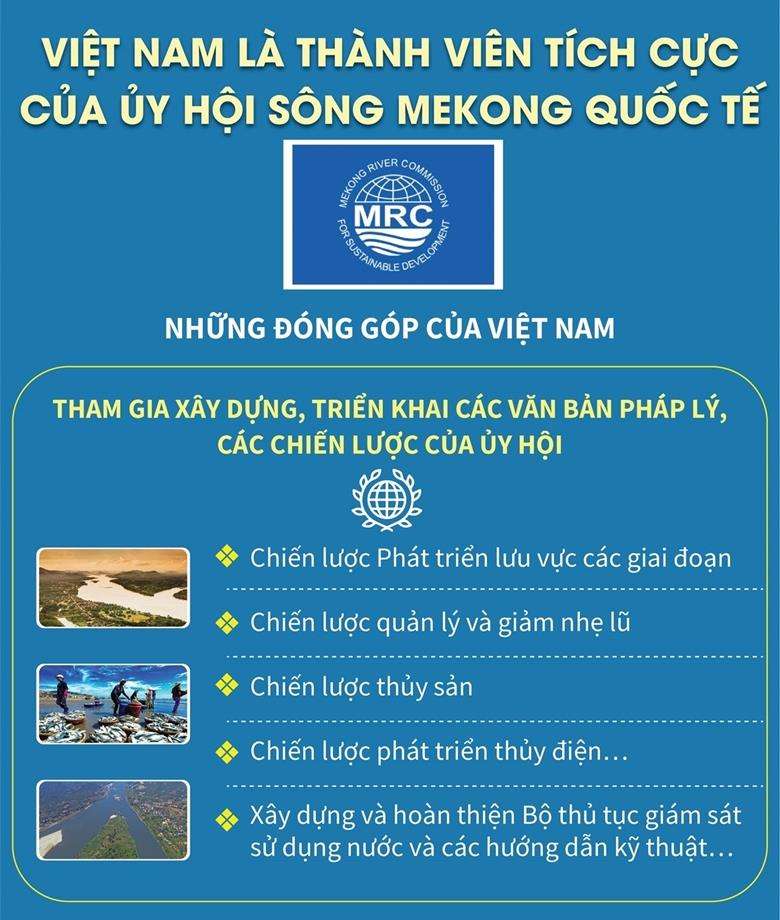 VIỆT NAM LÀ THÀNH VIÊN TÍCH CỰC
CỦA ỦY HỘI SÔNG MEKONG QUỐC TẾ
MEKONG RIVER COMMISSION
MRC
FOR SUSTAINABLE DEVELOPMENT
NHỮNG ĐÓNG GÓP CỦA VIỆT NAM
THAM GIA XÂY DỰNG, TRIỂN KHAI CÁC VĂN BẢN PHÁP LÝ,
CÁC CHIẾN LƯỢC CỦA ỦY HỘI
Chiến lược Phát triển lưu vực các giai đoạn
Chiến lược quản lý và giảm nhẹ lũ
Chiến lược thủy sản
Chiến lược phát triển thủy điện...
Xây dựng và hoàn thiện Bộ thủ tục giám sát
sử dụng nước và các hướng dẫn kỹ thuật...